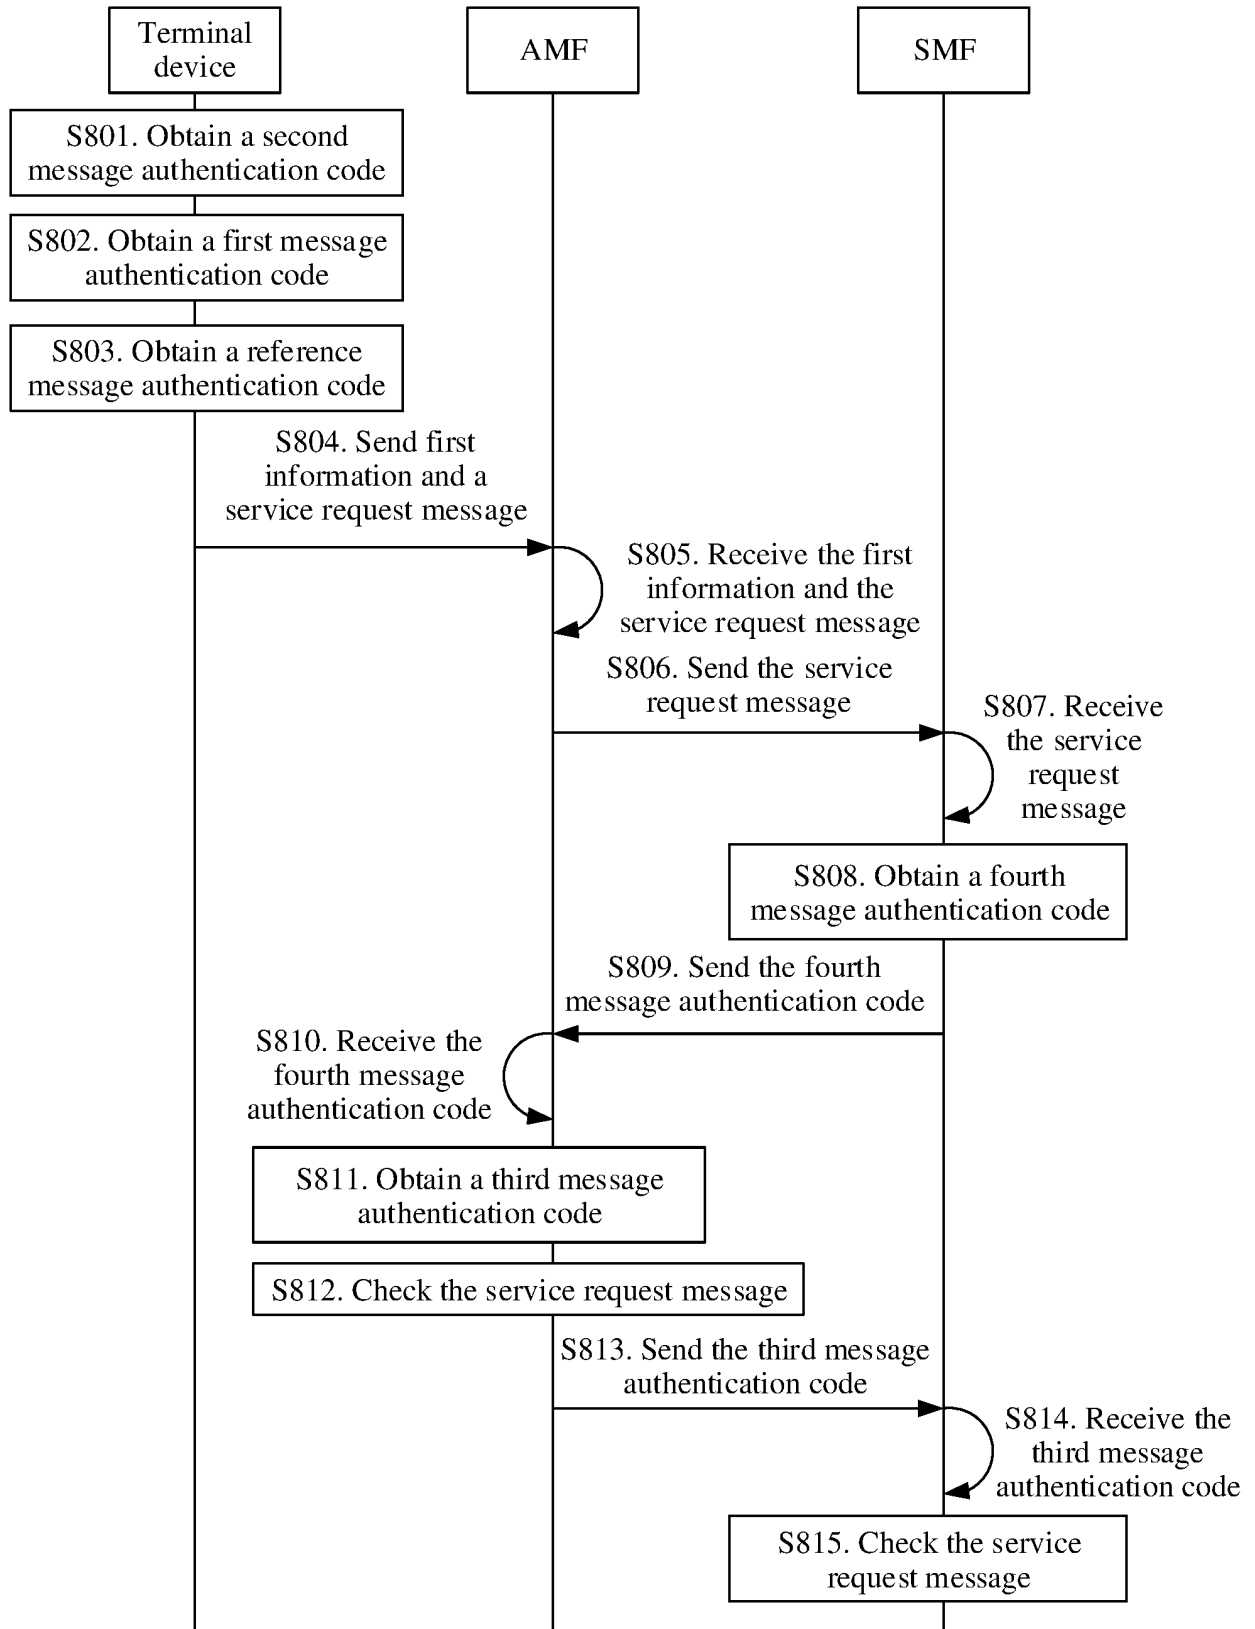 Terminal
device
AMF
SMF
S801. Obtain a second
message authentication code
S802. Obtain a first message
authentication code
S803. Obtain a reference
message authentication code
S804. Send first
information and a
service request message
S805. Receive the first
information and the
service request message
S806. Send the service
request message
S807. Receive
the service
request
message
S808. Obtain a fourth
message authentication code
S809. Send the fourth
message authentication code
S810. Receive the
fourth message
authentication code
S811. Obtain a third message
authentication code
S812. Check the service request message
S813. Send the third message
authentication code
S814. Receive the
third message
authentication code
S815. Check the service
request message